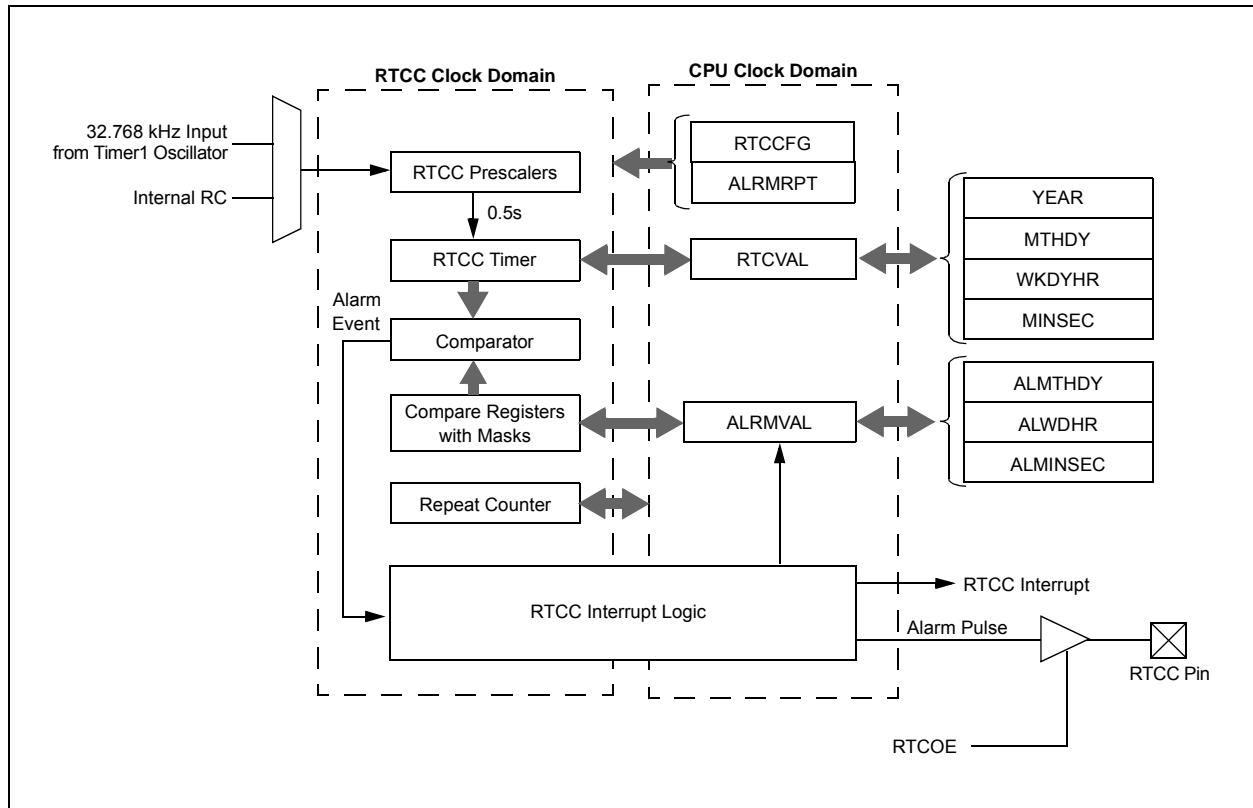 RTCC Clock Domain
CPU Clock Domain
32.768 kHz Input
from Timer1 Oscillator
Internal RC
RTCC Prescalers
0.5s
RTCC Timer
Alarm
Event
Comparator
Compare Registers
with Masks
Repeat Counter
RTCC Interrupt Logic
RTCCFG
ALRMRPT
RTCVAL
ALRMVAL
YEAR
MTHDY
WKDYHR
MINSEC
ALMTHDY
ALWDHR
ALMINSEC
RTCC Interrupt
Alarm Pulse
RTCC Pin
RTCOE